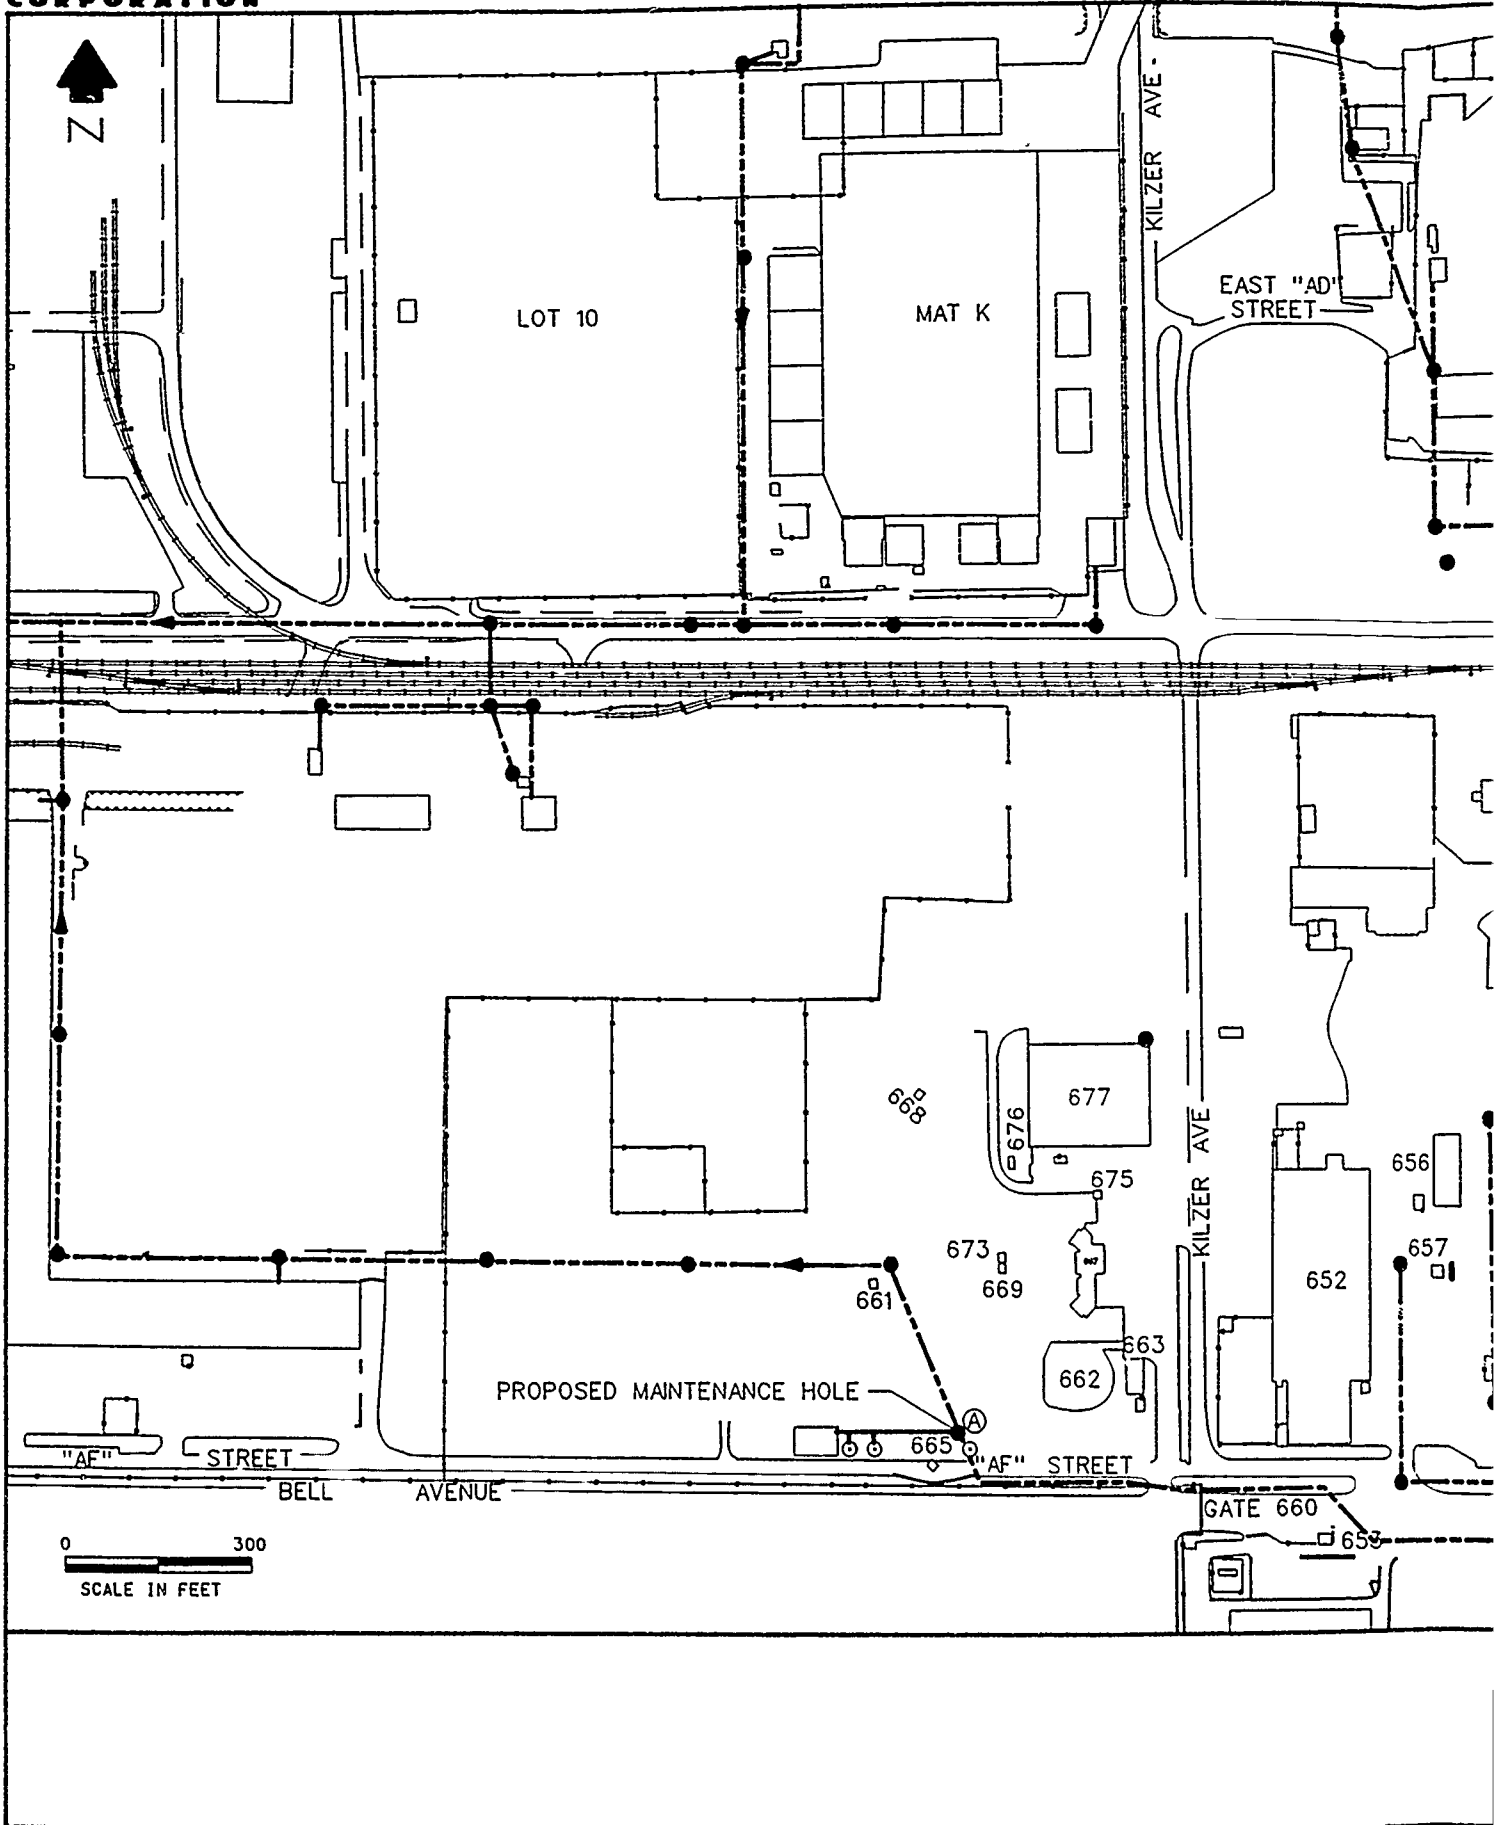 CORPORATION
N
KILZER AVE.
EAST "AD"
STREET
LOT 10
MAT K
668
676
677
675
656
673
669
657
661
652
KILZER AVE
663
662
PROPOSED MAINTENANCE HOLE
A
665
"AF" STREET
"AF" STREET
BELL AVENUE
GATE 660
653
0 300
SCALE IN FEET